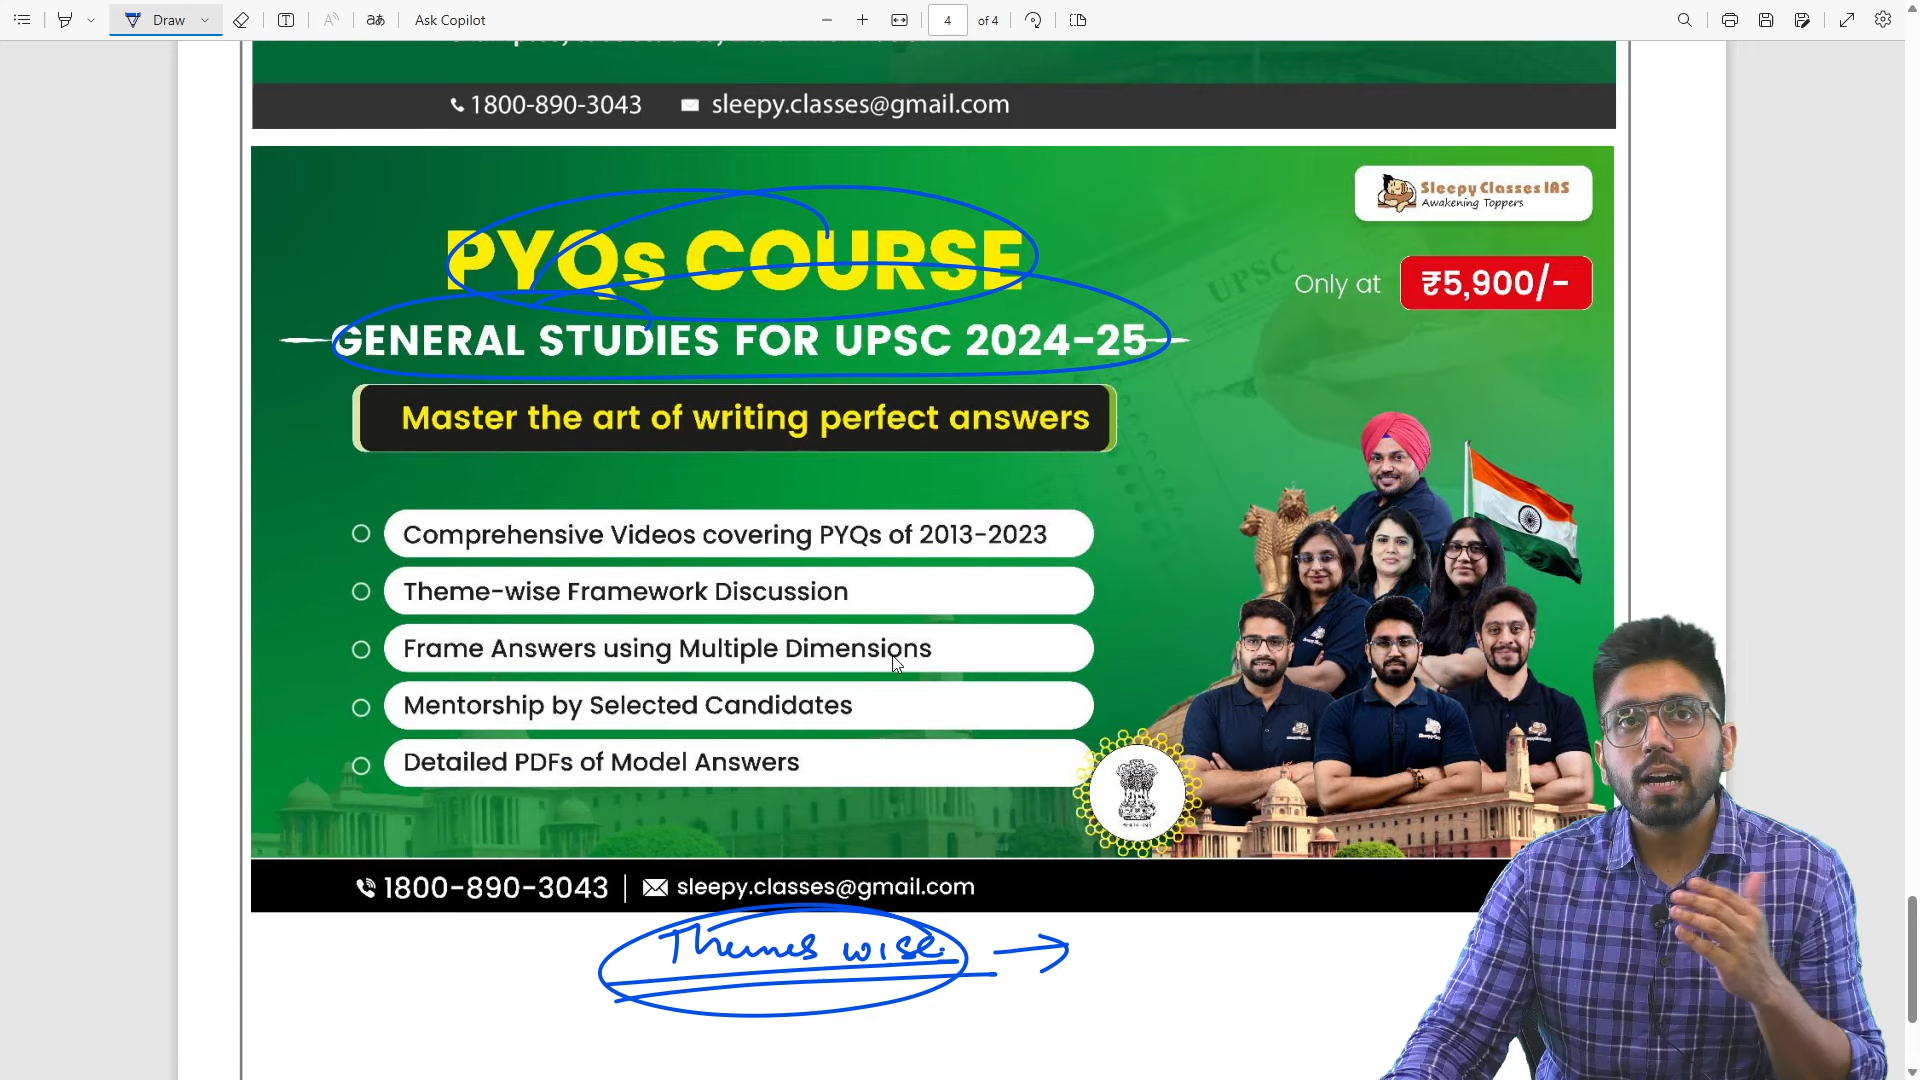 Draw
Ask Copilot
4
of 4
1800-890-3043 sleepy.classes@gmail.com
Sleepy Classes IAS
Awakening Toppers
PYQs COURSE
Only at ₹5,900/-
UPSC
GENERAL STUDIES FOR UPSC 2024-25
Master the art of writing perfect answers
Comprehensive Videos covering PYQs of 2013-2023
Theme-wise Framework Discussion
Frame Answers using Multiple Dimensions
Mentorship by Selected Candidates
Detailed PDFs of Model Answers
1800-890-3043 | sleepy.classes@gmail.com
Themes wise →